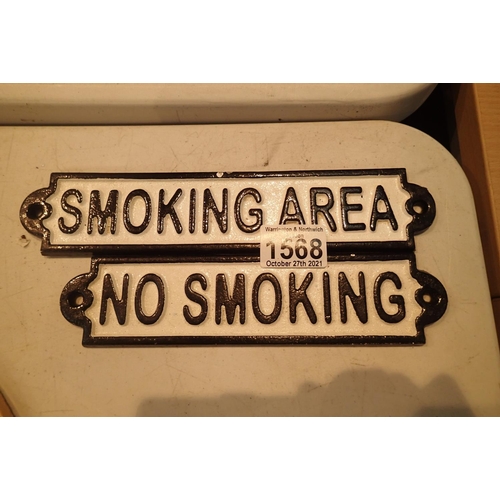 SMOKING AREA
Warrington & Northwich
1568
October 27th 2021
NO SMOKING